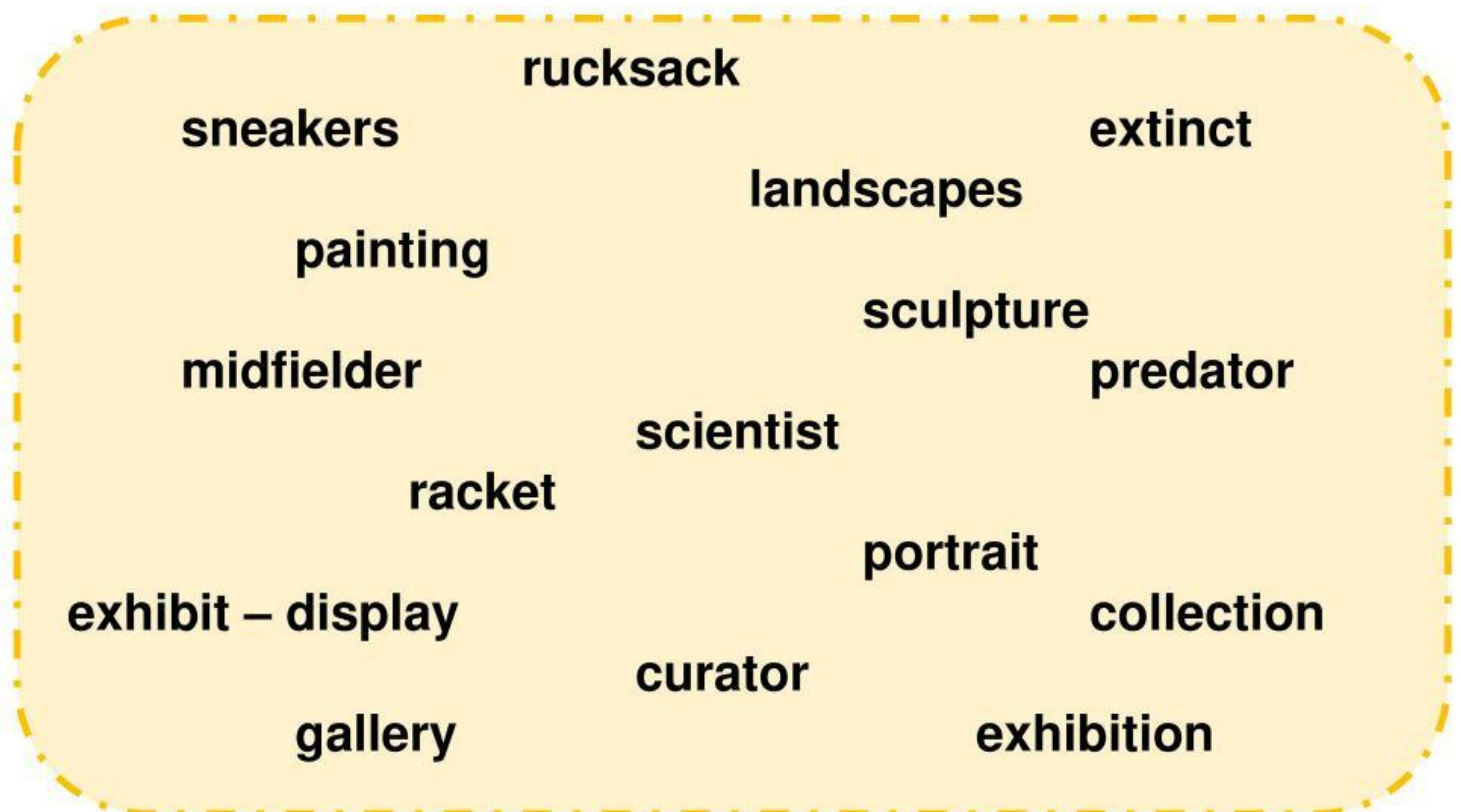 rucksack
sneakers extinct
landscapes
painting
sculpture
midfielder predator
scientist
racket
portrait
exhibit – display collection
curator
gallery exhibition